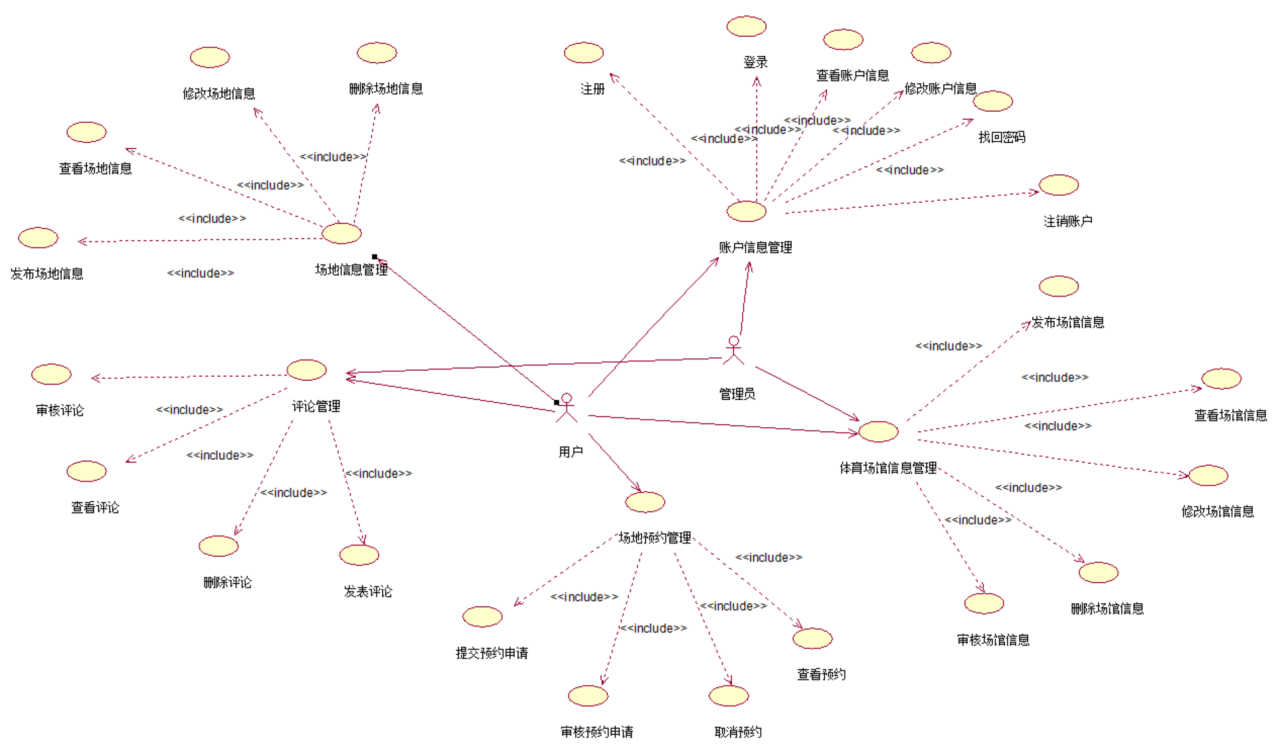 登录
查看账户信息
修改场地信息
删除场地信息
注册
修改账户信息
<<include>>
<<include>>
<<include>>
<<include>>
找回密码
<<include>>
查看场地信息
<<include>>
<<include>>
<<include>>
<<include>>
注销账户
发布场地信息
<<include>>
场地信息管理
账户信息管理
发布场馆信息
<<include>>
<<include>>
审核评论
<<include>>
评论管理
管理员
查看场馆信息
<<include>>
用户
<<include>>
体育场馆信息管理
<<include>>
<<include>>
<<include>>
查看评论
<<include>>
修改场馆信息
<<include>>
场地预约管理
<<include>>
删除评论
发表评论
<<include>>
<<include>>
<<include>>
删除场馆信息
提交预约申请
审核场馆信息
查看预约
审核预约申请
取消预约